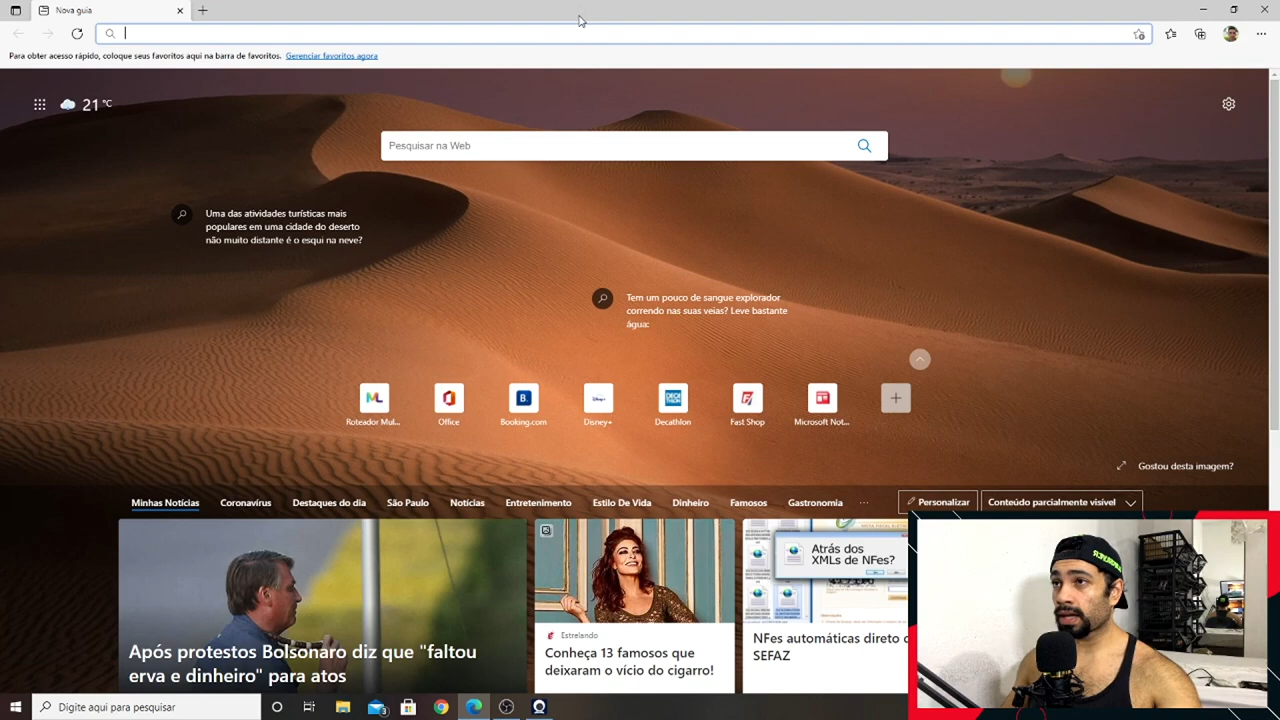 Nova guia
Para obter acesso rápido, coloque seus favoritos aqui na barra de favoritos. Gerenciar favoritos agora
21 °C
Pesquisar na Web
Uma das atividades turísticas mais
populares em uma cidade do deserto
não muito distante é o esqui na neve?
Tem um pouco de sangue explorador
correndo nas suas veias? Leve bastante
água:
Roteador Mul...
Office
Booking.com
Disney+
Decathlon
Fast Shop
Microsoft Not...
Gostou desta imagem?
Minhas Notícias Coronavírus Destaques do dia São Paulo Notícias Entretenimento Estilo De Vida Dinheiro Famosos Gastronomia ... Personalizar Conteúdo parcialmente visível
Após protestos Bolsonaro diz que "faltou
erva e dinheiro" para atos
Estrelando
Conheça 13 famosos que
deixaram o vício do cigarro!
Atrás dos
XMLs de NFes?
NFes automáticas direto
SEFAZ
Digite aqui para pesquisar